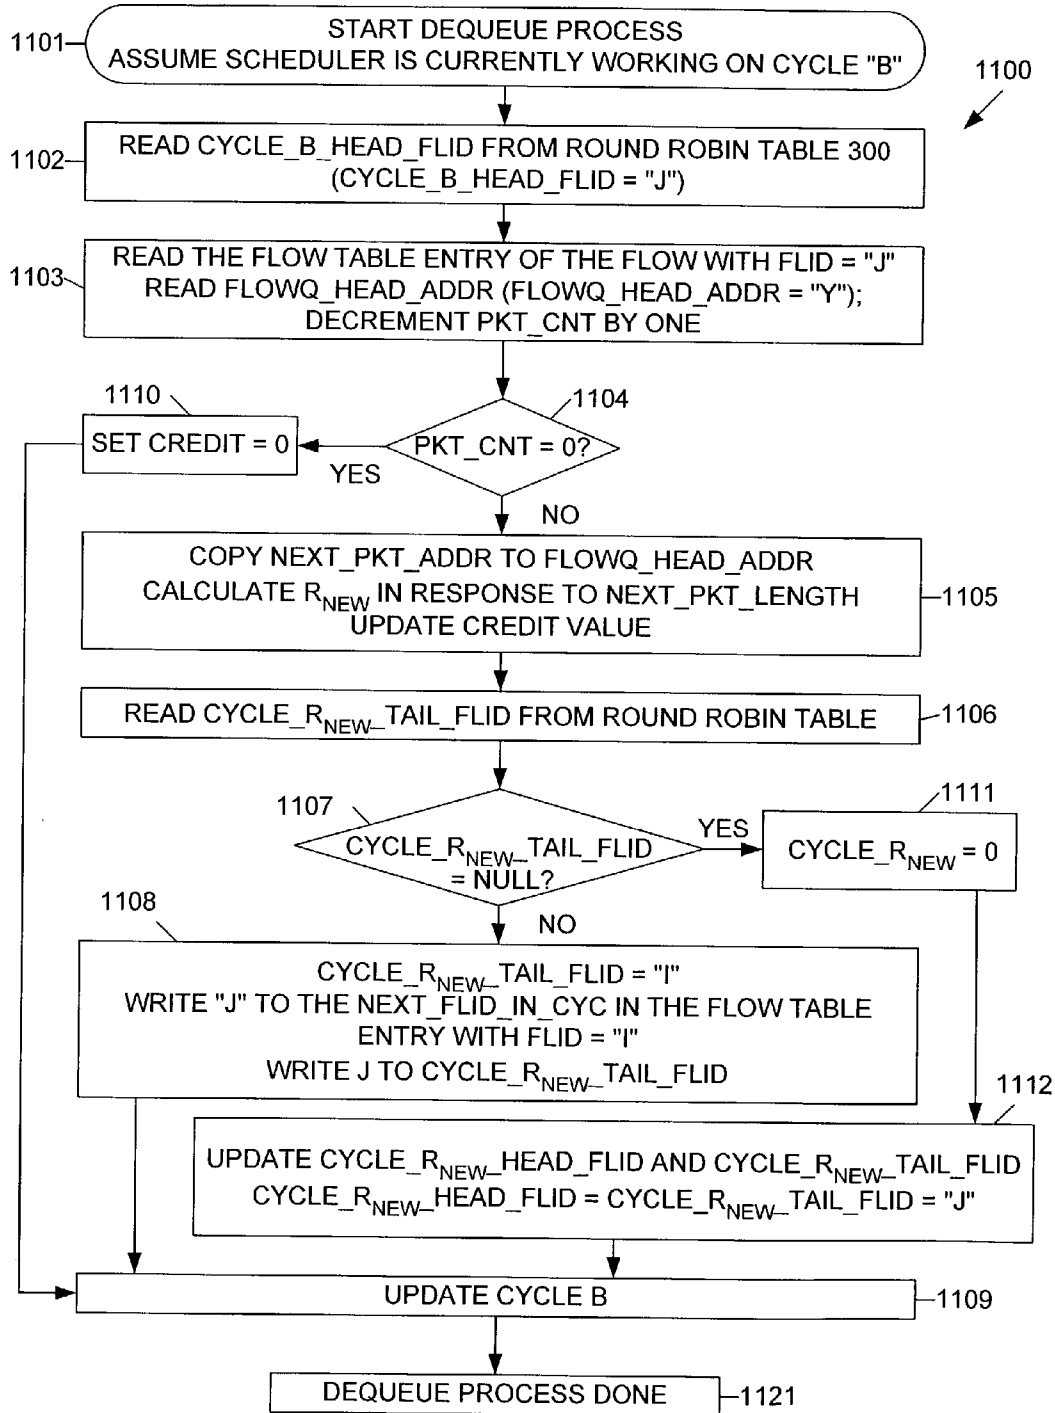 1101
START DEQUEUE PROCESS
ASSUME SCHEDULER IS CURRENTLY WORKING ON CYCLE "B"
1100
1102
READ CYCLE_B_HEAD_FLID FROM ROUND ROBIN TABLE 300
(CYCLE_B_HEAD_FLID = "J")
1103
READ THE FLOW TABLE ENTRY OF THE FLOW WITH FLID = "J"
READ FLOWQ_HEAD_ADDR (FLOWQ_HEAD_ADDR = "Y");
DECREMENT PKT_CNT BY ONE
1110
1104
SET CREDIT = 0
PKT_CNT = 0?
YES
NO
COPY NEXT_PKT_ADDR TO FLOWQ_HEAD_ADDR
CALCULATE RNEW IN RESPONSE TO NEXT_PKT_LENGTH
UPDATE CREDIT VALUE
1105
READ CYCLE_RNEW_TAIL_FLID FROM ROUND ROBIN TABLE
1106
1107
1111
CYCLE_RNEW_TAIL_FLID
= NULL?
YES
CYCLE_RNEW = 0
NO
1108
CYCLE_RNEW_TAIL_FLID = "I"
WRITE "J" TO THE NEXT_FLID_IN_CYC IN THE FLOW TABLE
ENTRY WITH FLID = "I"
WRITE J TO CYCLE_RNEW_TAIL_FLID
1112
UPDATE CYCLE_RNEW_HEAD_FLID AND CYCLE_RNEW_TAIL_FLID
CYCLE_RNEW_HEAD_FLID = CYCLE_RNEW_TAIL_FLID = "J"
UPDATE CYCLE B
1109
DEQUEUE PROCESS DONE
1121